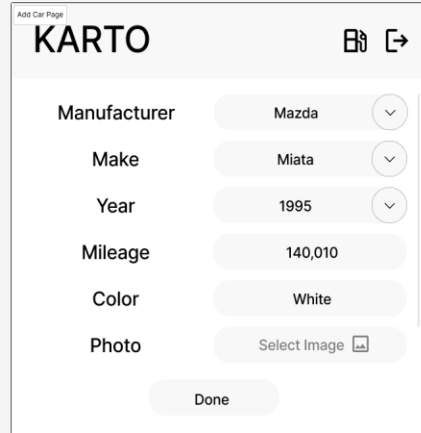 Add Car Page
KARTO
Manufacturer Mazda
Make Miata
Year 1995
Mileage 140,010
Color White
Photo Select Image
Done